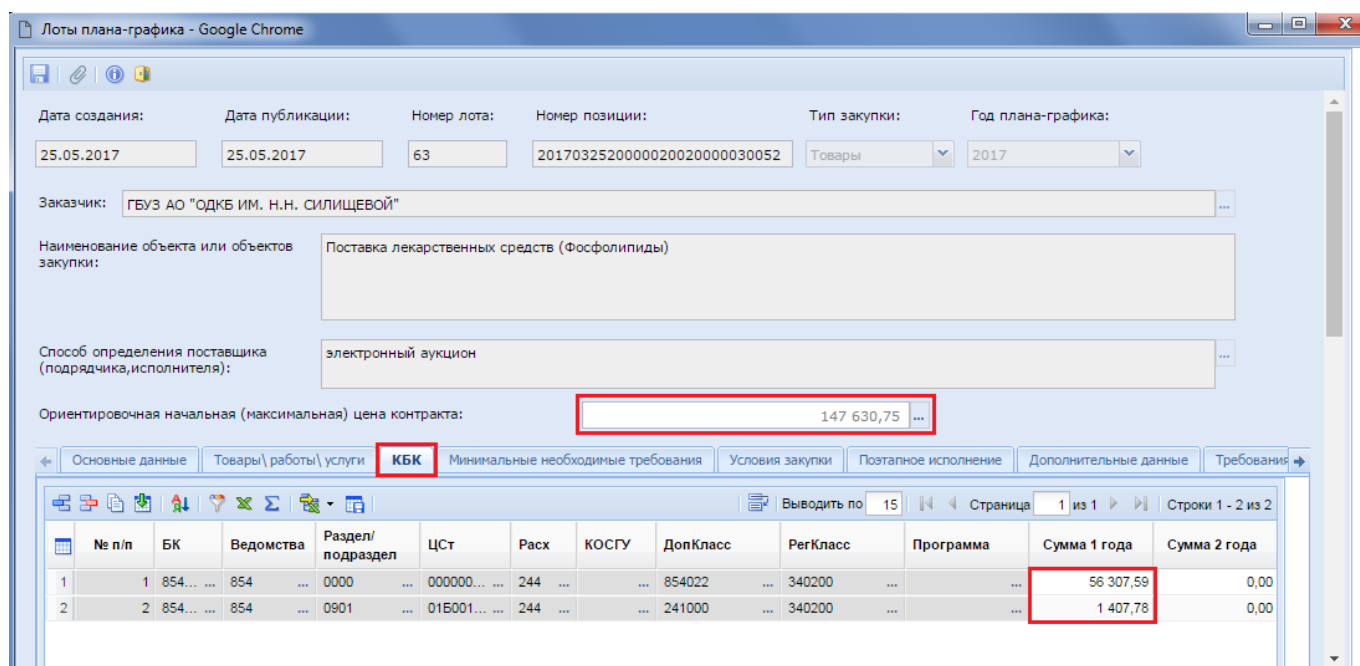 Лоты плана-графика - Google Chrome
Дата создания: Дата публикации: Номер лота: Номер позиции: Тип закупки: Год плана-графика:
25.05.2017 25.05.2017 63 2017032520000020020000030052 Товары 2017
Заказчик: ГБУЗ АО "ОДКБ ИМ. Н.Н. СИЛИЩЕВОЙ" ...
Наименование объекта или объектов закупки: Поставка лекарственных средств (Фосфолипиды)
Способ определения поставщика (подрядчика,исполнителя): электронный аукцион ...
Ориентировочная начальная (максимальная) цена контракта: 147 630,75 ...
Основные данные Товары\ работы\ услуги КБК Минимальные необходимые требования Условия закупки Поэтапное исполнение Дополнительные данные Требования
Выводить по 15 Страница 1 из 1 Строки 1 - 2 из 2
№ п/п БК Ведомства Раздел/подраздел ЦСт Расх КОСГУ ДопКласс РегКласс Программа Сумма 1 года Сумма 2 года
1 1 854... ... 854 ... 0000 ... 000000... ... 244 ... ... 854022 ... 340200 ... ... 56 307,59 0,00
2 2 854... ... 854 ... 0901 ... 01Б001... ... 244 ... ... 241000 ... 340200 ... ... 1 407,78 0,00